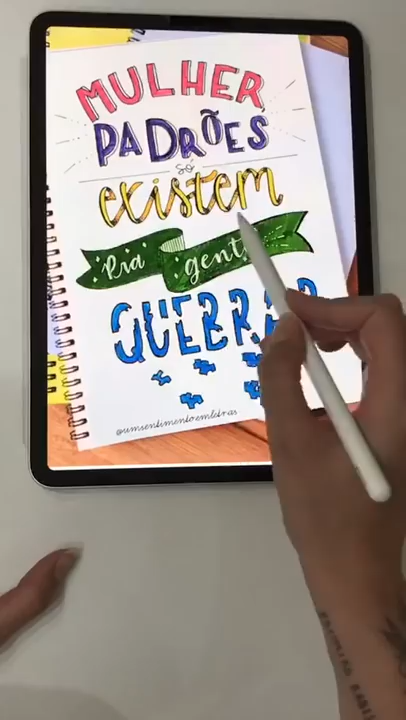 MULHER
PADRÕES
só
existem
Pra gente
QUEBRAR
@umsentimentoemletras